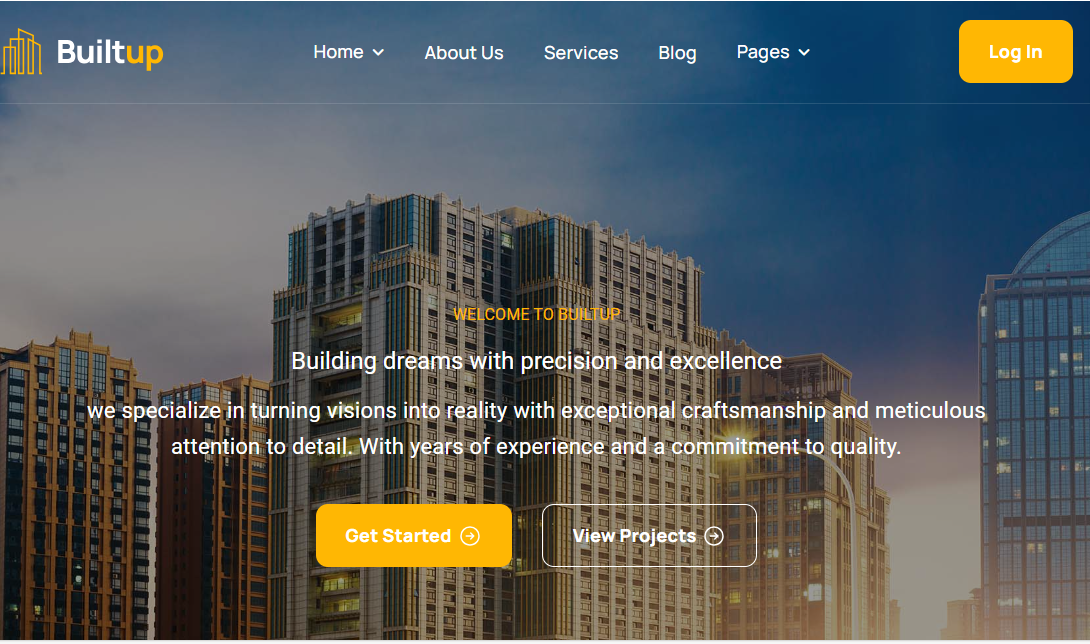 Builtup
Home
About Us
Services
Blog
Pages
Log In
WELCOME TO BUILTUP
Building dreams with precision and excellence
we specialize in turning visions into reality with exceptional craftsmanship and meticulous
attention to detail. With years of experience and a commitment to quality.
Get Started
View Projects